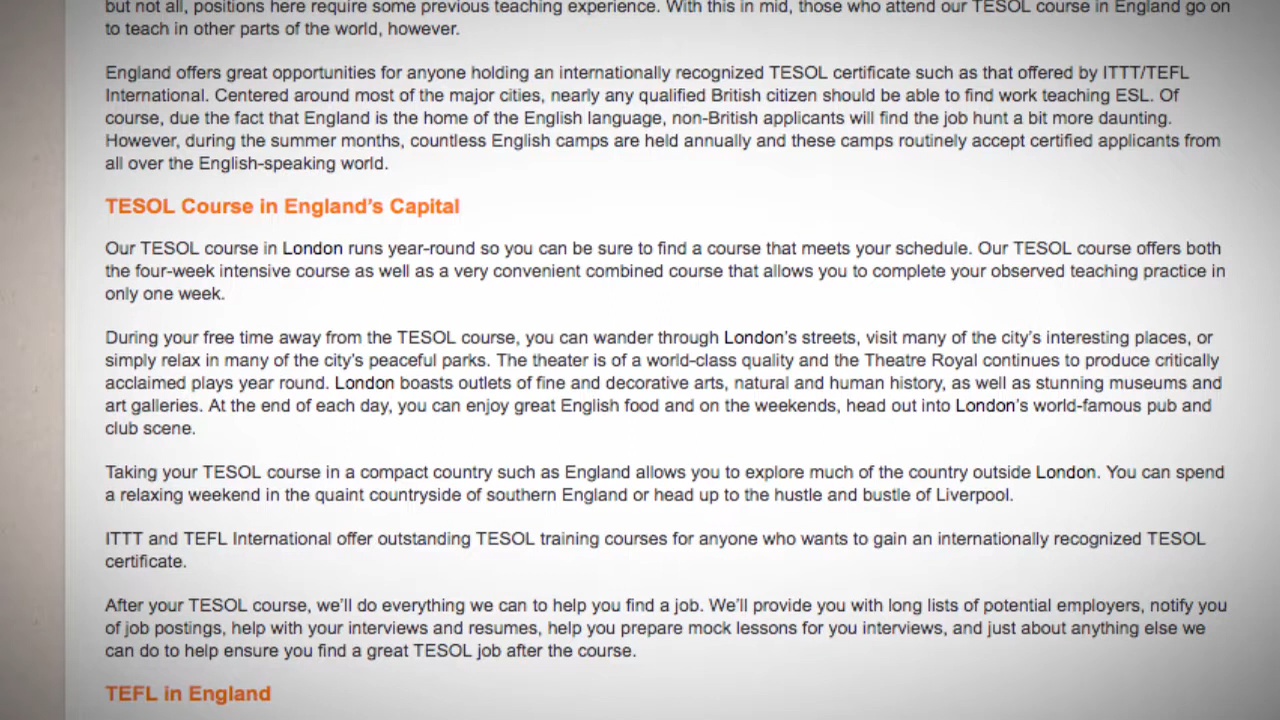 but not all, positions here require some previous teaching experience. With this in mid, those who attend our TESOL course in England go on
to teach in other parts of the world, however.
England offers great opportunities for anyone holding an internationally recognized TESOL certificate such as that offered by ITTT/TEFL
International. Centered around most of the major cities, nearly any qualified British citizen should be able to find work teaching ESL. Of
course, due the fact that England is the home of the English language, non-British applicants will find the job hunt a bit more daunting.
However, during the summer months, countless English camps are held annually and these camps routinely accept certified applicants from
all over the English-speaking world.
TESOL Course in England's Capital
Our TESOL course in London runs year-round so you can be sure to find a course that meets your schedule. Our TESOL course offers both
the four-week intensive course as well as a very convenient combined course that allows you to complete your observed teaching practice in
only one week.
During your free time away from the TESOL course, you can wander through London's streets, visit many of the city's interesting places, or
simply relax in many of the city's peaceful parks. The theater is of a world-class quality and the Theatre Royal continues to produce critically
acclaimed plays year round. London boasts outlets of fine and decorative arts, natural and human history, as well as stunning museums and
art galleries. At the end of each day, you can enjoy great English food and on the weekends, head out into London's world-famous pub and
club scene.
Taking your TESOL course in a compact country such as England allows you to explore much of the country outside London. You can spend
a relaxing weekend in the quaint countryside of southern England or head up to the hustle and bustle of Liverpool.
ITTT and TEFL International offer outstanding TESOL training courses for anyone who wants to gain an internationally recognized TESOL
certificate.
After your TESOL course, we'll do everything we can to help you find a job. We'll provide you with long lists of potential employers, notify you
of job postings, help with your interviews and resumes, help you prepare mock lessons for you interviews, and just about anything else we
can do to help ensure you find a great TESOL job after the course.
TEFL in England